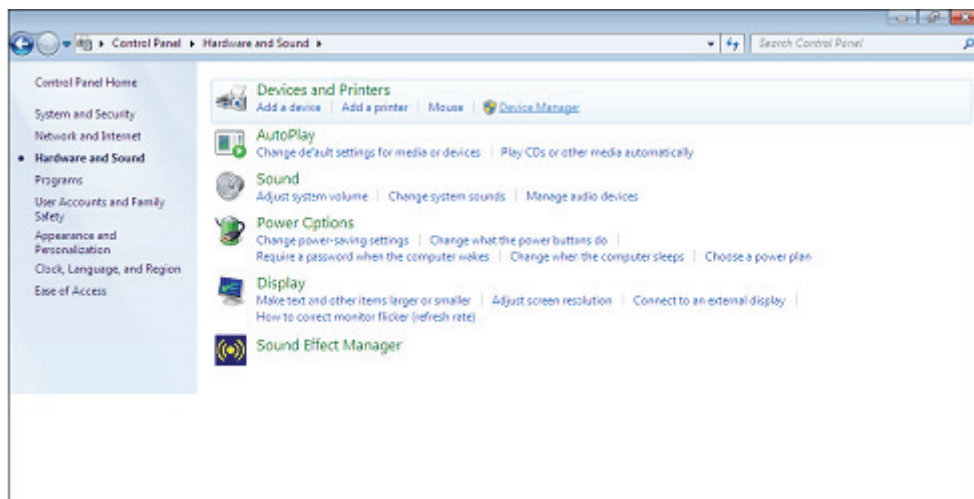 Control Panel Hardware and Sound
Search Control Panel
Control Panel Home
System and Security
Network and Internet
Hardware and Sound
Programs
User Accounts and Family
Safety
Appearance and
Personalization
Clock, Language, and Region
Ease of Access
Devices and Printers
Add a device Add a printer Mouse Device Manager
AutoPlay
Change default settings for media or devices Play CDs or other media automatically
Sound
Adjust system volume Change system sounds Manage audio devices
Power Options
Change power-saving settings Change what the power buttons do
Require a password when the computer wakes Change when the computer sleeps Choose a power plan
Display
Make text and other items larger or smaller Adjust screen resolution Connect to an external display
How to correct monitor flicker (refresh rate)
Sound Effect Manager